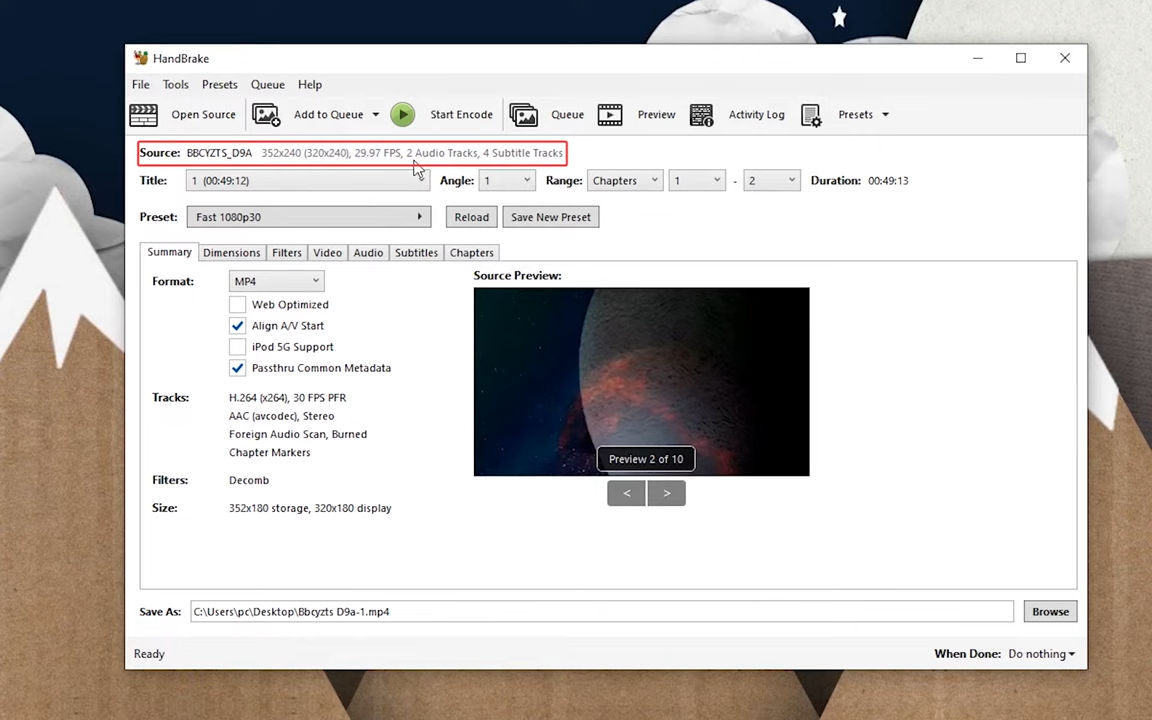 HandBrake
File Tools Presets Queue Help
Open Source Add to Queue Start Encode Queue Preview Activity Log Presets
Source: BBCYZTS_D9A 352x240 (320x240), 29.97 FPS, 2 Audio Tracks, 4 Subtitle Tracks
Title: 1 (00:49:12) Angle: 1 Range: Chapters 1 - 2 Duration: 00:49:13
Preset: Fast 1080p30 Reload Save New Preset
Summary Dimensions Filters Video Audio Subtitles Chapters
Format: MP4
Source Preview:
Web Optimized
Align A/V Start
iPod 5G Support
Passthru Common Metadata
Tracks: H.264 (x264), 30 FPS PFR
AAC (avcodec), Stereo
Foreign Audio Scan, Burned
Chapter Markers
Preview 2 of 10
< >
Filters: Decomb
Size: 352x180 storage, 320x180 display
Save As: C:\Users\pc\Desktop\Bbcyzts D9a-1.mp4 Browse
Ready When Done: Do nothing